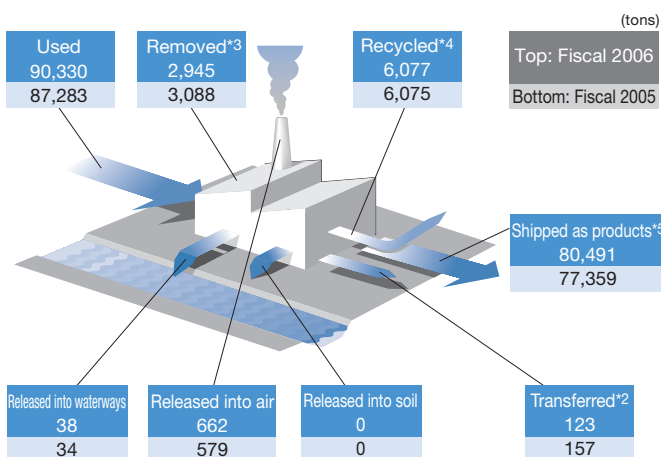 (tons)
Used
90,330
87,283
Removed*3
2,945
3,088
Recycled*4
6,077
6,075
Top: Fiscal 2006
Bottom: Fiscal 2005
Shipped as products*5
80,491
77,359
Released into waterways
38
34
Released into air
662
579
Released into soil
0
0
Transferred*2
123
157